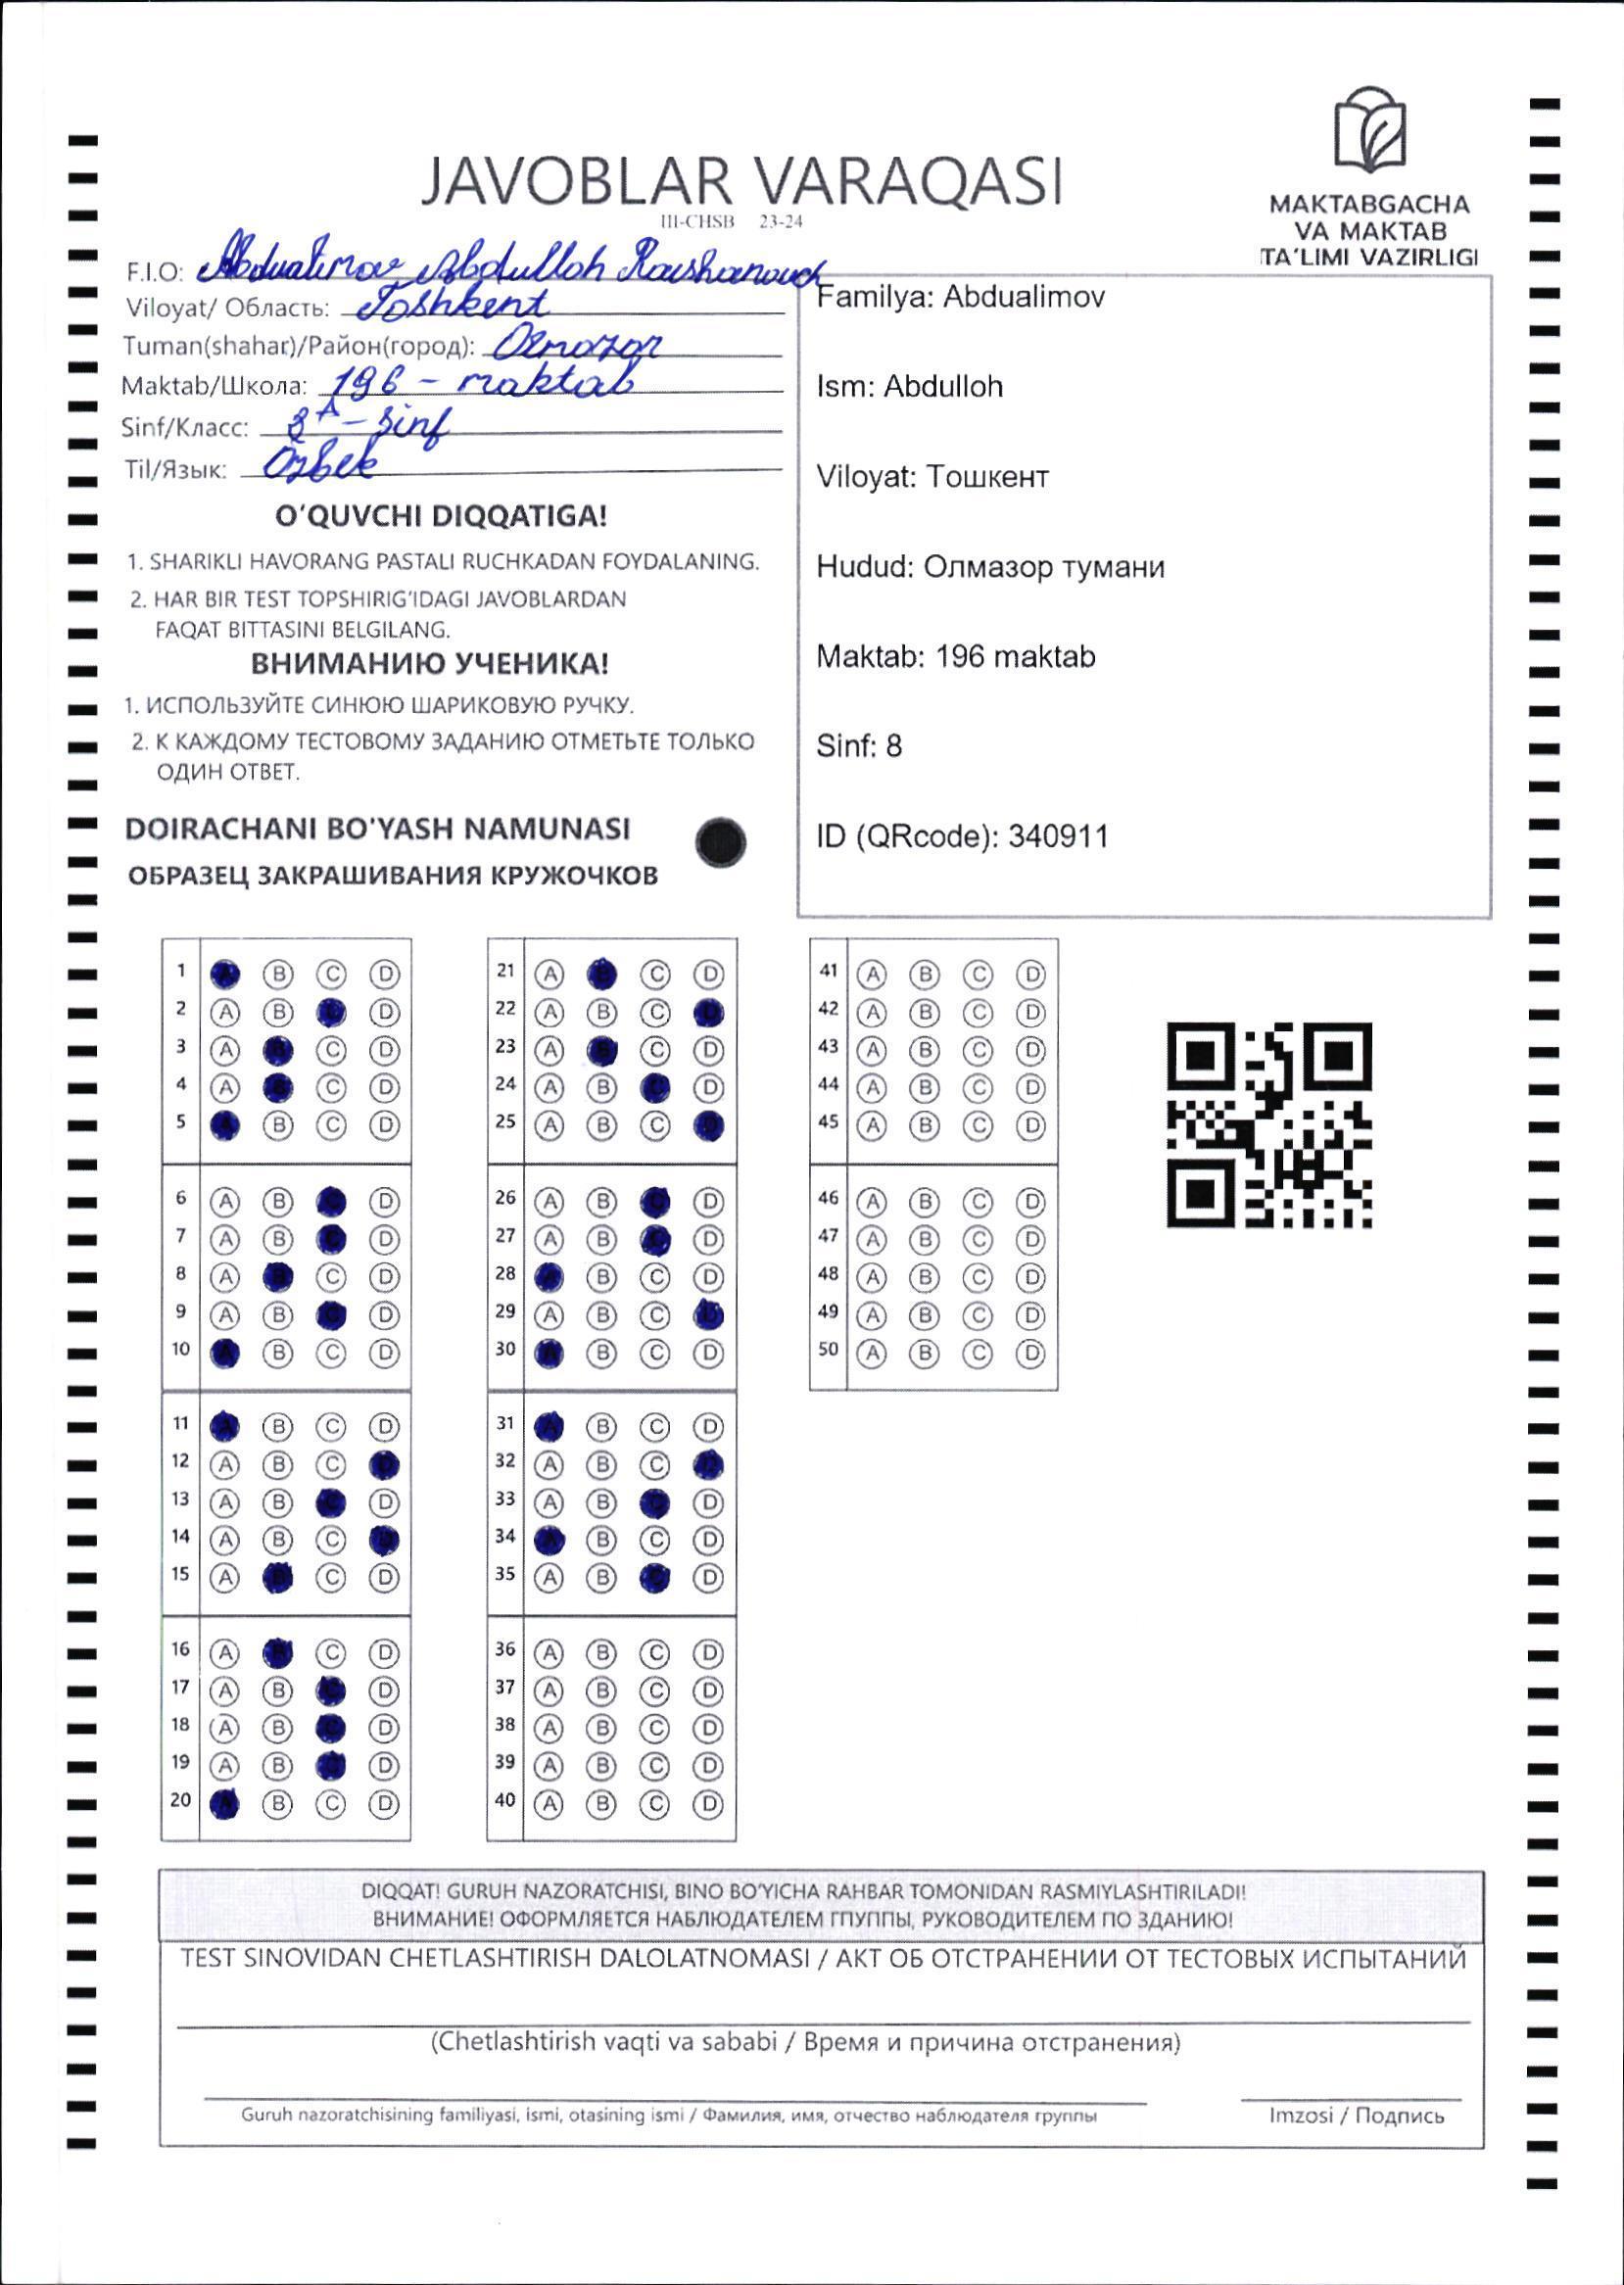 JAVOBLAR VARAQASI
III-CHSB 23-24
MAKTABGACHA
VA MAKTAB
TA'LIMI VAZIRLIGI
F.I.O: Abdualimov Abdulloh Ravshanovich
Viloyat/ Область: Toshkent
Tuman(shahar)/Район(город): Olmazor
Maktab/Школа: 196 - maktab
Sinf/Класс: 8 A - sinf
Til/Язык: Ozbek
O'QUVCHI DIQQATIGA!
1. SHARIKLI HAVORANG PASTALI RUCHKADAN FOYDALANING.
2. HAR BIR TEST TOPSHIRIG'IDAGI JAVOBLARDAN
FAQAT BITTASINI BELGILANG.
ВНИМАНИЮ УЧЕНИКА!
1. ИСПОЛЬЗУЙТЕ СИНЮЮ ШАРИКОВУЮ РУЧКУ.
2. К КАЖДОМУ ТЕСТОВОМУ ЗАДАНИЮ ОТМЕТЬТЕ ТОЛЬКО
ОДИН ОТВЕТ.
DOIRACHANI BO'YASH NAMUNASI
ОБРАЗЕЦ ЗАКРАШИВАНИЯ КРУЖОЧКОВ
Familya: Abdualimov
Ism: Abdulloh
Viloyat: Тошкент
Hudud: Олмазор тумани
Maktab: 196 maktab
Sinf: 8
ID (QRcode): 340911
1 A B C D
2 A B C D
3 A B C D
4 A B C D
5 A B C D
6 A B C D
7 A B C D
8 A B C D
9 A B C D
10 A B C D
11 A B C D
12 A B C D
13 A B C D
14 A B C D
15 A B C D
16 A B C D
17 A B C D
18 A B C D
19 A B C D
20 A B C D
21 A B C D
22 A B C D
23 A B C D
24 A B C D
25 A B C D
26 A B C D
27 A B C D
28 A B C D
29 A B C D
30 A B C D
31 A B C D
32 A B C D
33 A B C D
34 A B C D
35 A B C D
36 A B C D
37 A B C D
38 A B C D
39 A B C D
40 A B C D
41 A B C D
42 A B C D
43 A B C D
44 A B C D
45 A B C D
46 A B C D
47 A B C D
48 A B C D
49 A B C D
50 A B C D
DIQQAT! GURUH NAZORATCHISI, BINO BO'YICHA RAHBAR TOMONIDAN RASMIYLASHTIRILADI!
ВНИМАНИЕ! ОФОРМЛЯЕТСЯ НАБЛЮДАТЕЛЕМ ГПУППЫ, РУКОВОДИТЕЛЕМ ПО ЗДАНИЮ!
TEST SINOVIDAN CHETLASHTIRISH DALOLATNOMASI / АКТ ОБ ОТСТРАНЕНИИ ОТ ТЕСТОВЫХ ИСПЫТАНИЙ
(Chetlashtirish vaqti va sababi / Время и причина отстранения)
Guruh nazoratchisining familiyasi, ismi, otasining ismi / Фамилия, имя, отчество наблюдателя группы
Imzosi / Подпись